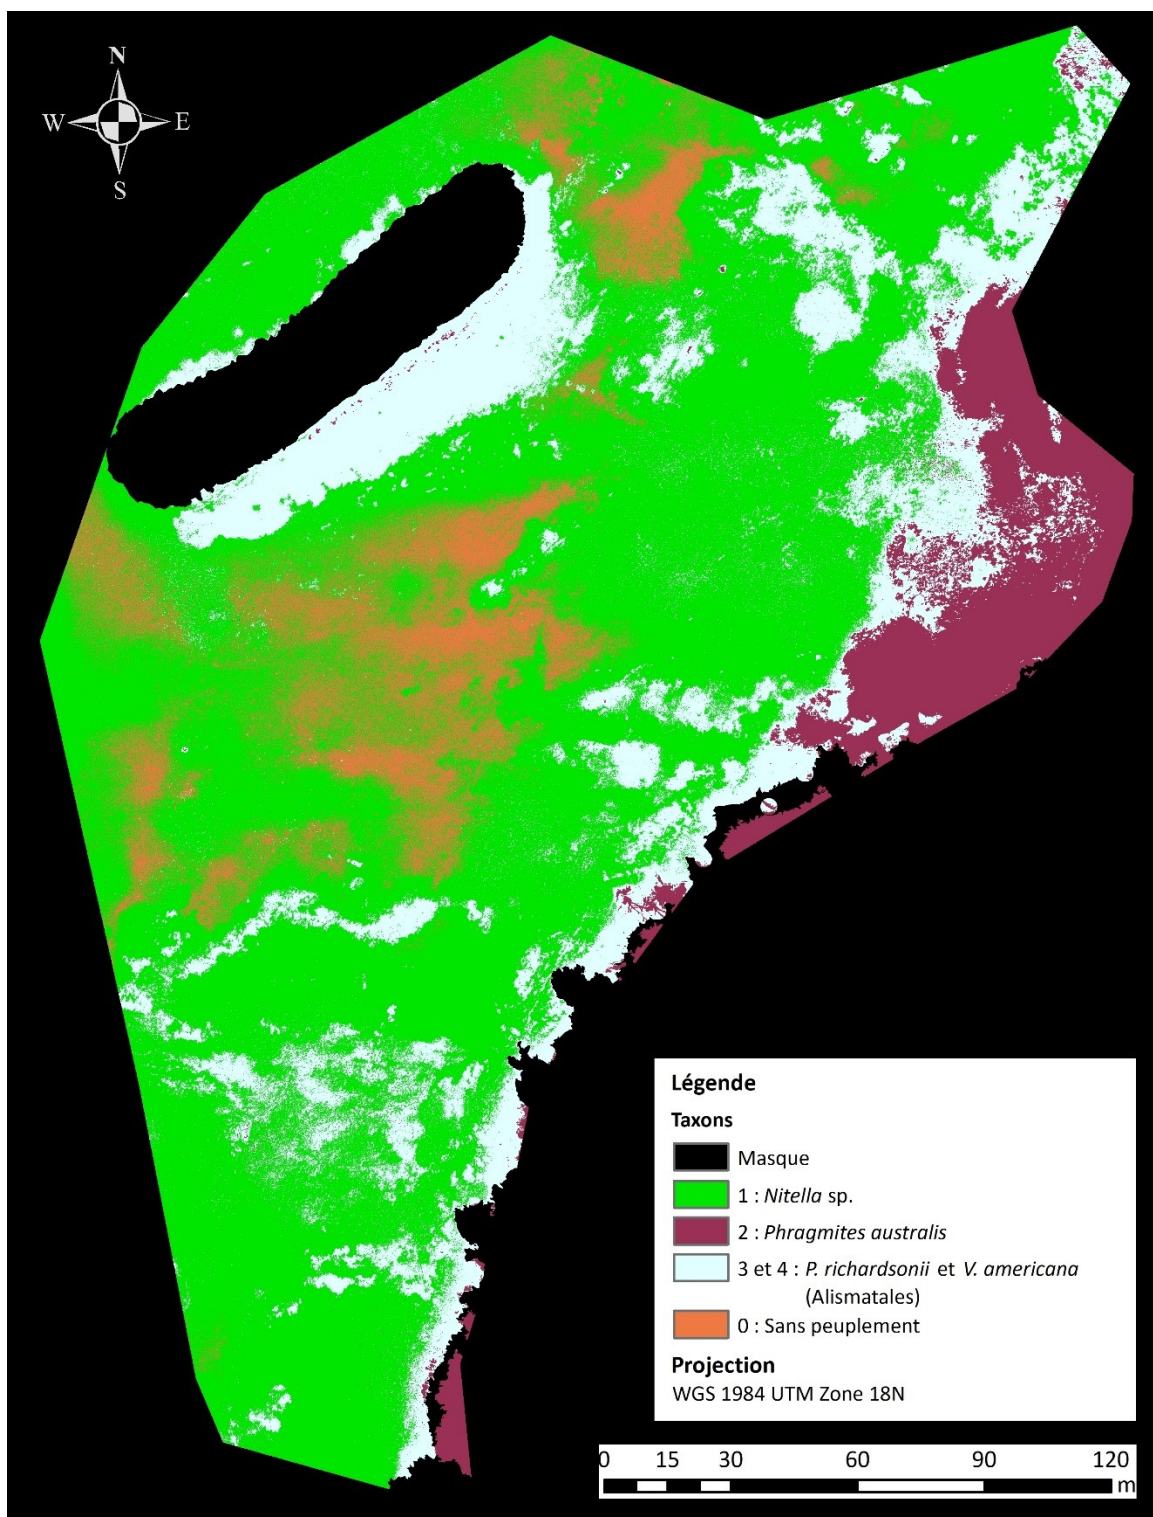 N
W E
S
Légende
Taxons
Masque
1 : Nitella sp.
2 : Phragmites australis
3 et 4 : P. richardsonii et V. americana
(Alismatales)
0 : Sans peuplement
Projection
WGS 1984 UTM Zone 18N
0 15 30 60 90 120
m